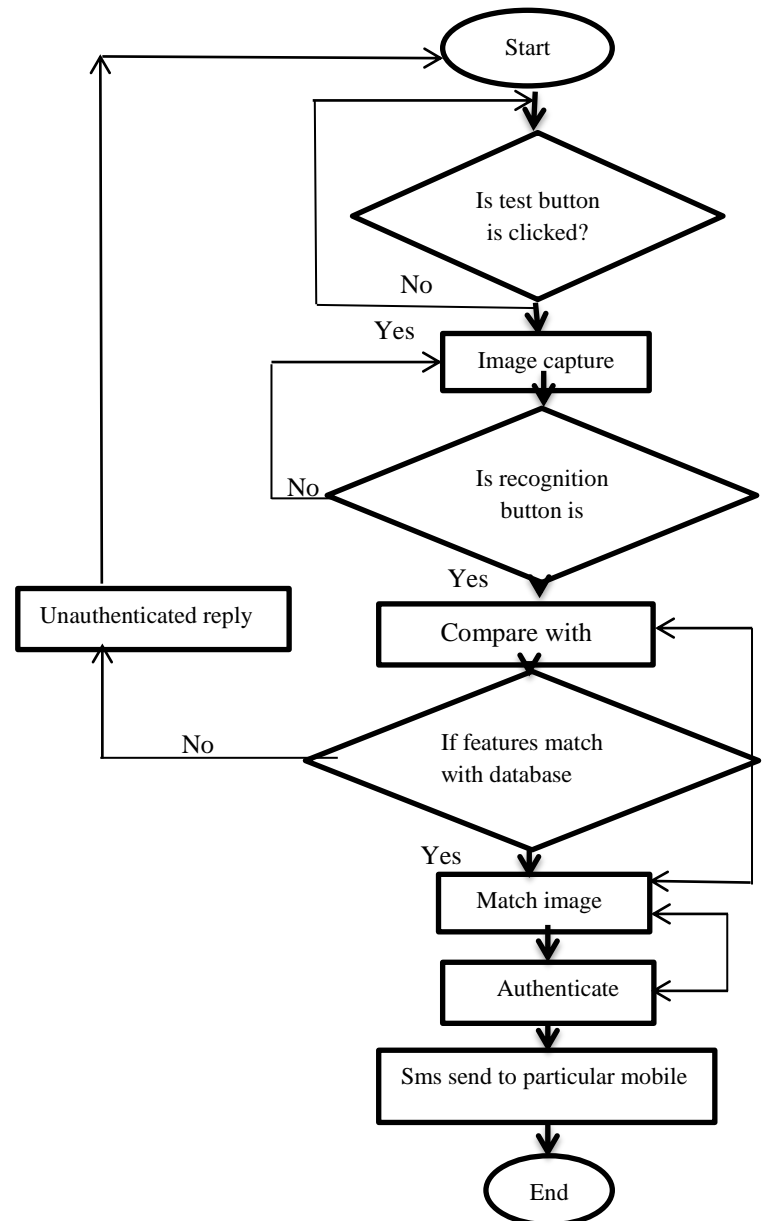 Start
Is test button
is clicked?
No
Yes
Image capture
Is recognition
button is
No
Yes
Unauthenticated reply
Compare with
If features match
with database
No
Yes
Match image
Authenticate
Sms send to particular mobile
End